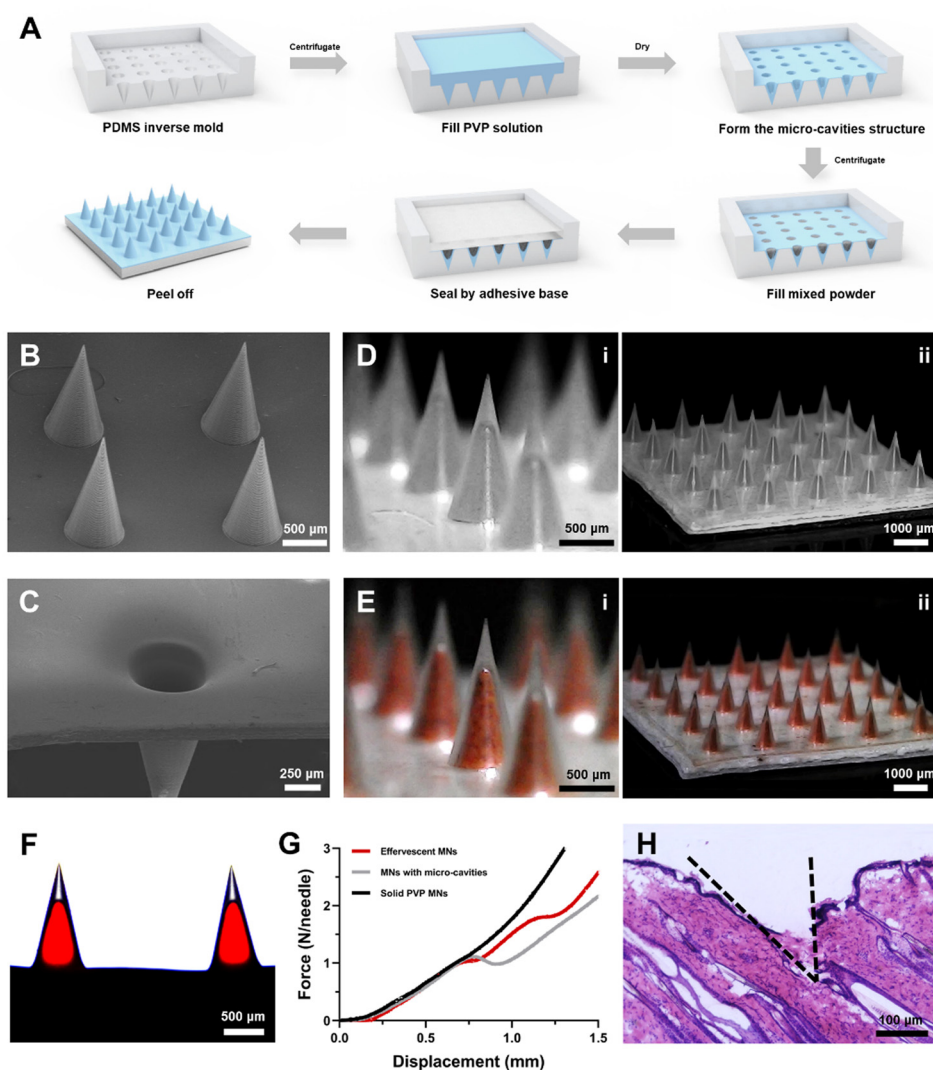 A
Centrifugate
Dry
PDMS inverse mold
Fill PVP solution
Form the micro-cavities structure
Centrifugate
Peel off
Seal by adhesive base
Fill mixed powder
B
500 µm
D
i
500 µm
ii
1000 µm
C
250 µm
E
i
500 µm
ii
1000 µm
F
500 µm
G
Effervescent MNs
MNs with micro-cavities
Solid PVP MNs
Force (N/needle)
3
2
1
0
0.0 0.5 1.0 1.5
Displacement (mm)
H
100 µm